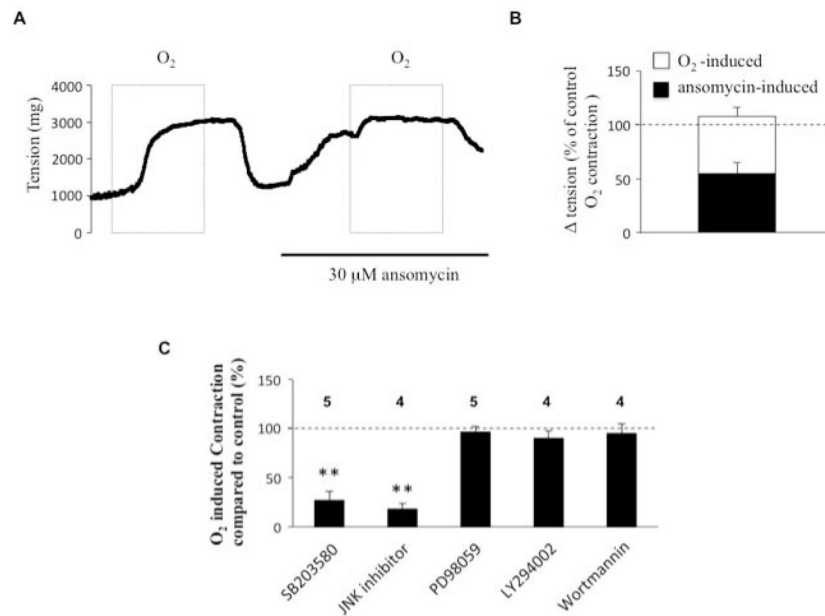 A
O2
O2
Tension (mg)
4000
3000
2000
1000
0
30 µM ansomycin
B
O2-induced
ansomycin-induced
Δ tension (% of control
O2 contraction )
150
100
50
0
C
O2 induced Contraction
compared to control (%)
150
100
50
0
5
4
5
4
4
**
**
SB203580
JNK inhibitor
PD98059
LY294002
Wortmannin